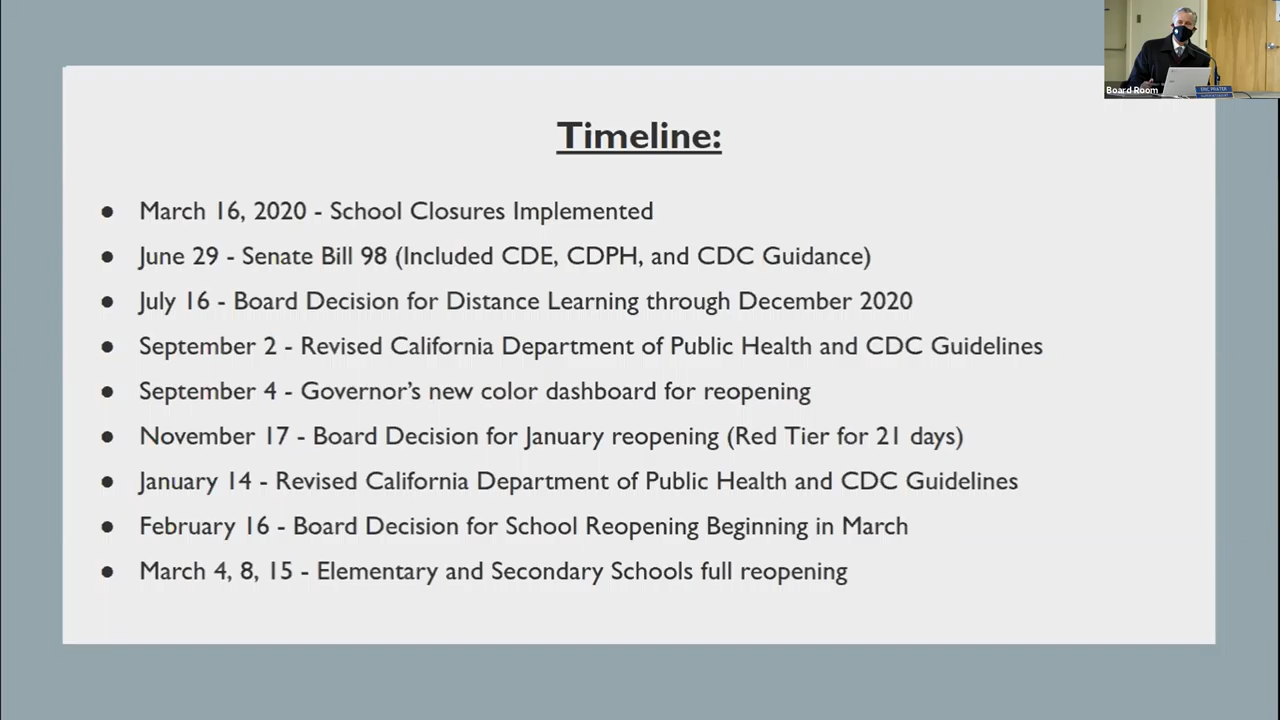 Board Room
ERIC PRATER
Timeline:
● March 16, 2020 - School Closures Implemented
● June 29 - Senate Bill 98 (Included CDE, CDPH, and CDC Guidance)
● July 16 - Board Decision for Distance Learning through December 2020
● September 2 - Revised California Department of Public Health and CDC Guidelines
● September 4 - Governor’s new color dashboard for reopening
● November 17 - Board Decision for January reopening (Red Tier for 21 days)
● January 14 - Revised California Department of Public Health and CDC Guidelines
● February 16 - Board Decision for School Reopening Beginning in March
● March 4, 8, 15 - Elementary and Secondary Schools full reopening